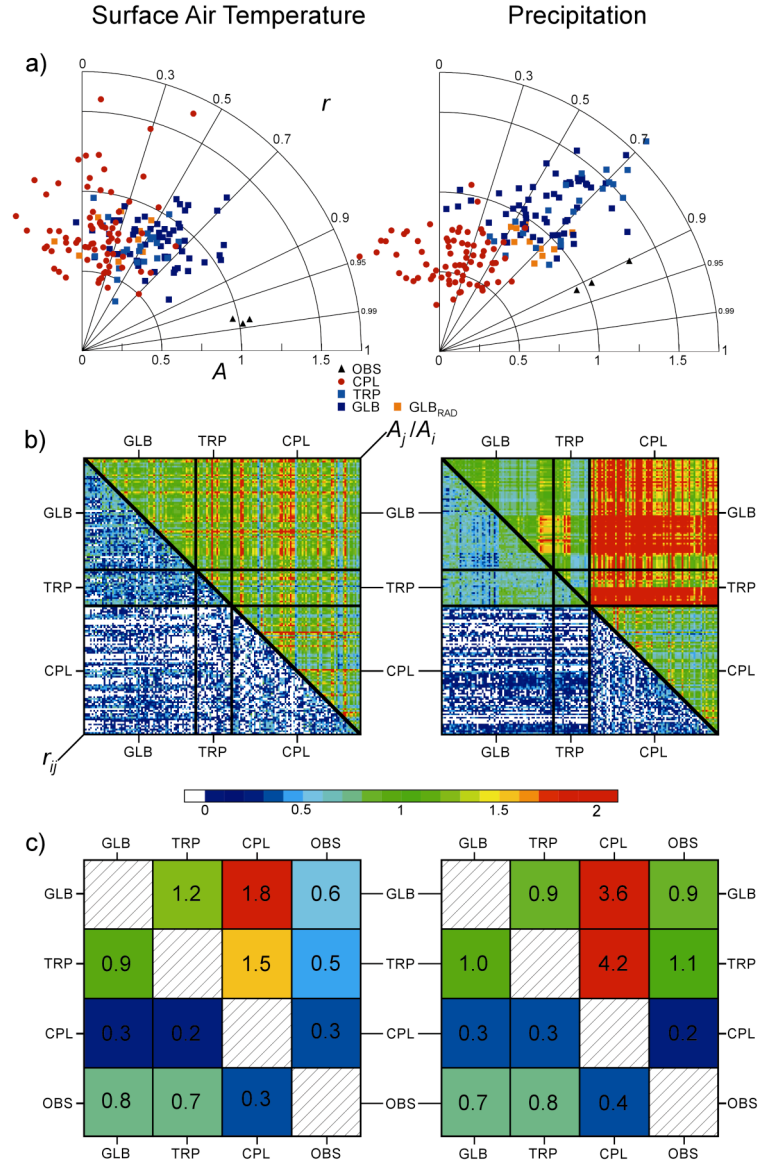 Surface Air Temperature Precipitation
a)
0 0.3 0.5 r 0.7 0.9 0.95 0.99 1
0 0.3 0.5 0.7 0.9 0.95 0.99 1
0 0.5 1 1.5 1.75
0 0.5 1 1.5 1.75
A
OBS
CPL
TRP
GLB GLB RAD
b)
Aj/Ai
GLB TRP CPL GLB TRP CPL
GLB GLB GLB
TRP TRP TRP
CPL CPL CPL
rij
GLB TRP CPL GLB TRP CPL
0 0.5 1 1.5 2
c)
GLB TRP CPL OBS GLB TRP CPL OBS
GLB 1.2 1.8 0.6 GLB 0.9 3.6 0.9 GLB
TRP 0.9 1.5 0.5 TRP 1.0 4.2 1.1 TRP
CPL 0.3 0.2 0.3 CPL 0.3 0.3 0.2 CPL
OBS 0.8 0.7 0.3 OBS 0.7 0.8 0.4 OBS
GLB TRP CPL OBS GLB TRP CPL OBS